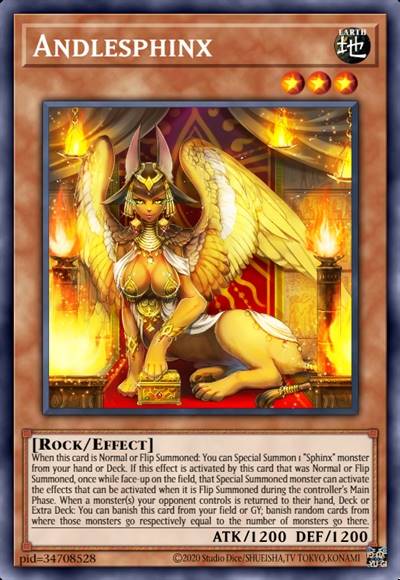 Andlesphinx
EARTH
地
[Rock/Effect]
When this card is Normal or Flip Summoned: You can Special Summon 1 "Sphinx" monster
from your hand or Deck. If this effect is activated by this card that was Normal or Flip
Summoned, once while face-up on the field, that Special Summoned monster can activate
the effects that can be activated when it is Flip Summoned during the controller's Main
Phase. When a monster(s) your opponent controls is returned to their hand, Deck or
Extra Deck: You can banish this card from your field or GY; banish random cards from
where those monsters go respectively equal to the number of monsters go there.
ATK/1200 DEF/1200
pid=34708528 ©2020 Studio Dice/SHUEISHA,TV TOKYO,KONAMI